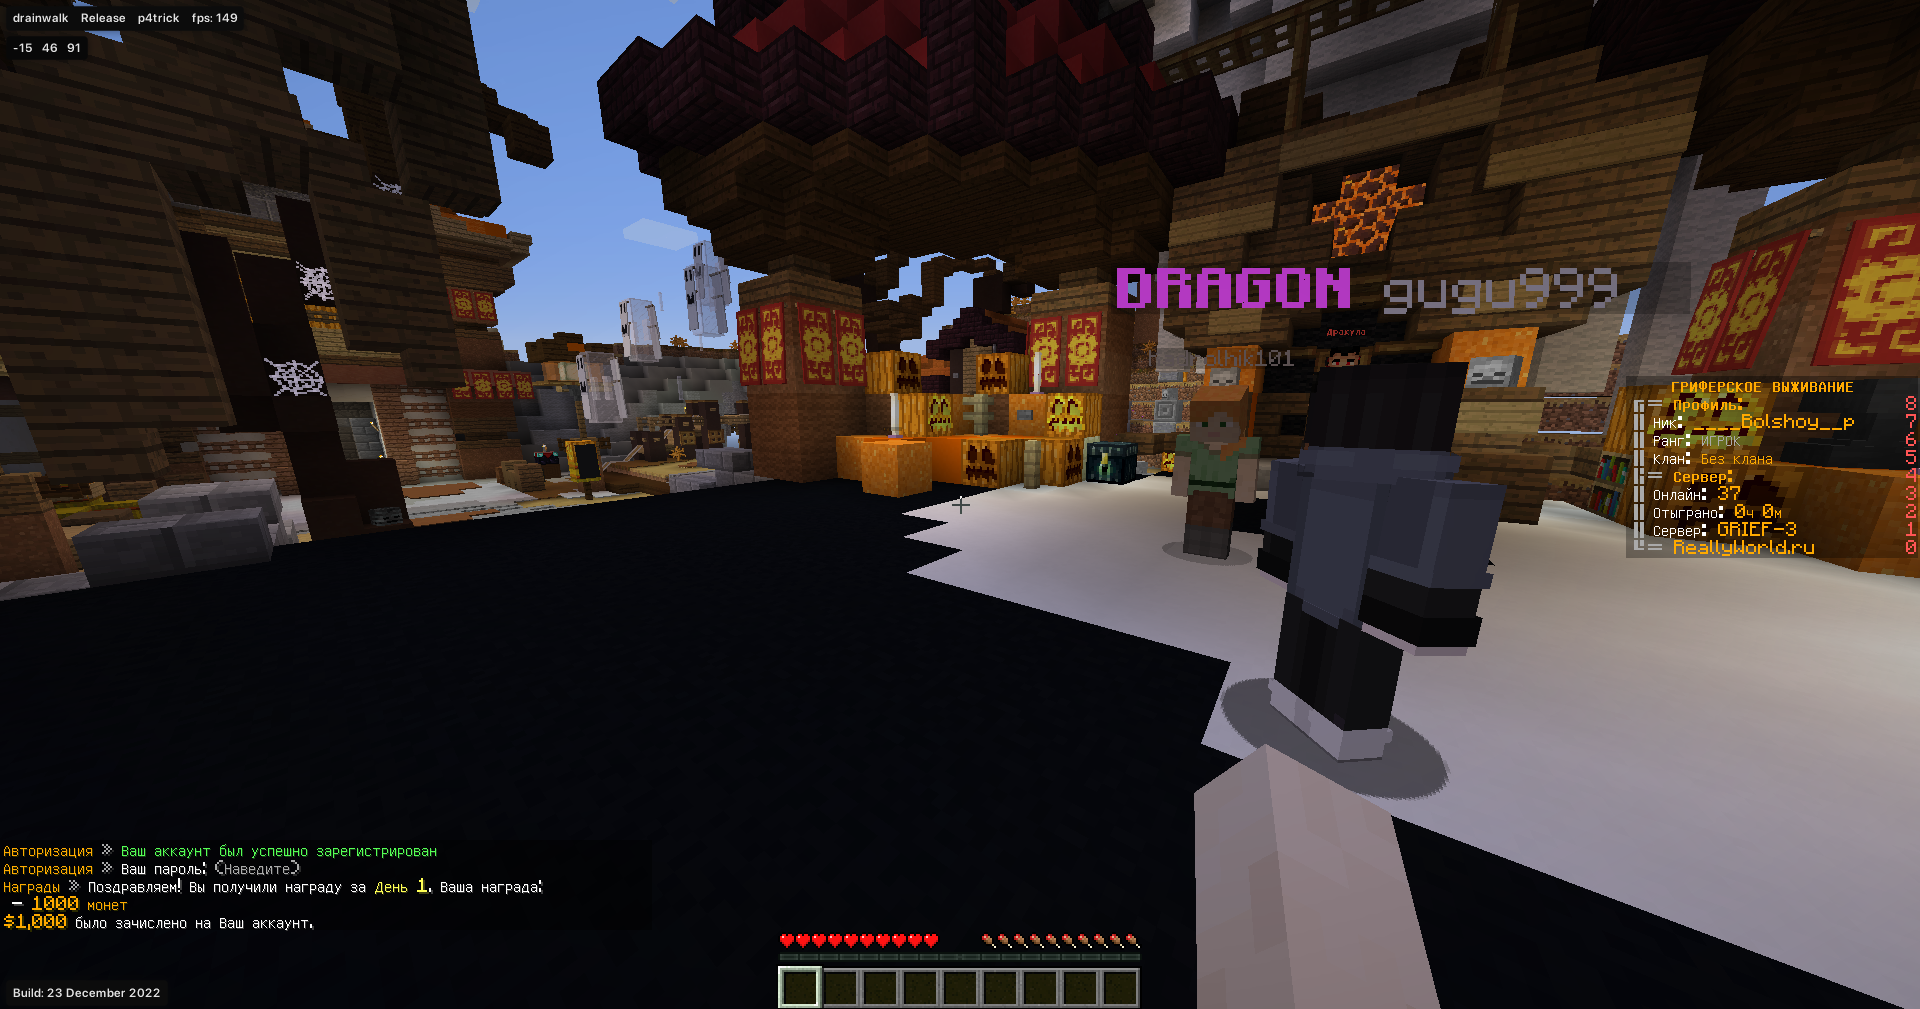 drainwalk Release p4trick fps: 149
-15 46 91
DRAGON gugu999
Дракула
ГРИФЕРСКОЕ ВЫЖИВАНИЕ
Профиль: 8
Ник: ____Bolshoy__p 7
Ранг: ИГРОК 6
Клан: Без клана 5
Сервер: 4
Онлайн: 37 3
Отыграно: 0ч 0м 2
Сервер: GRIEF-3 1
ReallyWorld.ru 0
Авторизация » Ваш аккаунт был успешно зарегистрирован
Авторизация » Ваш пароль: (Наведите)
Награды » Поздравляем! Вы получили награду за День 1. Ваша награда:
- 1000 монет
$1,000 было зачислено на Ваш аккаунт.
Build: 23 December 2022